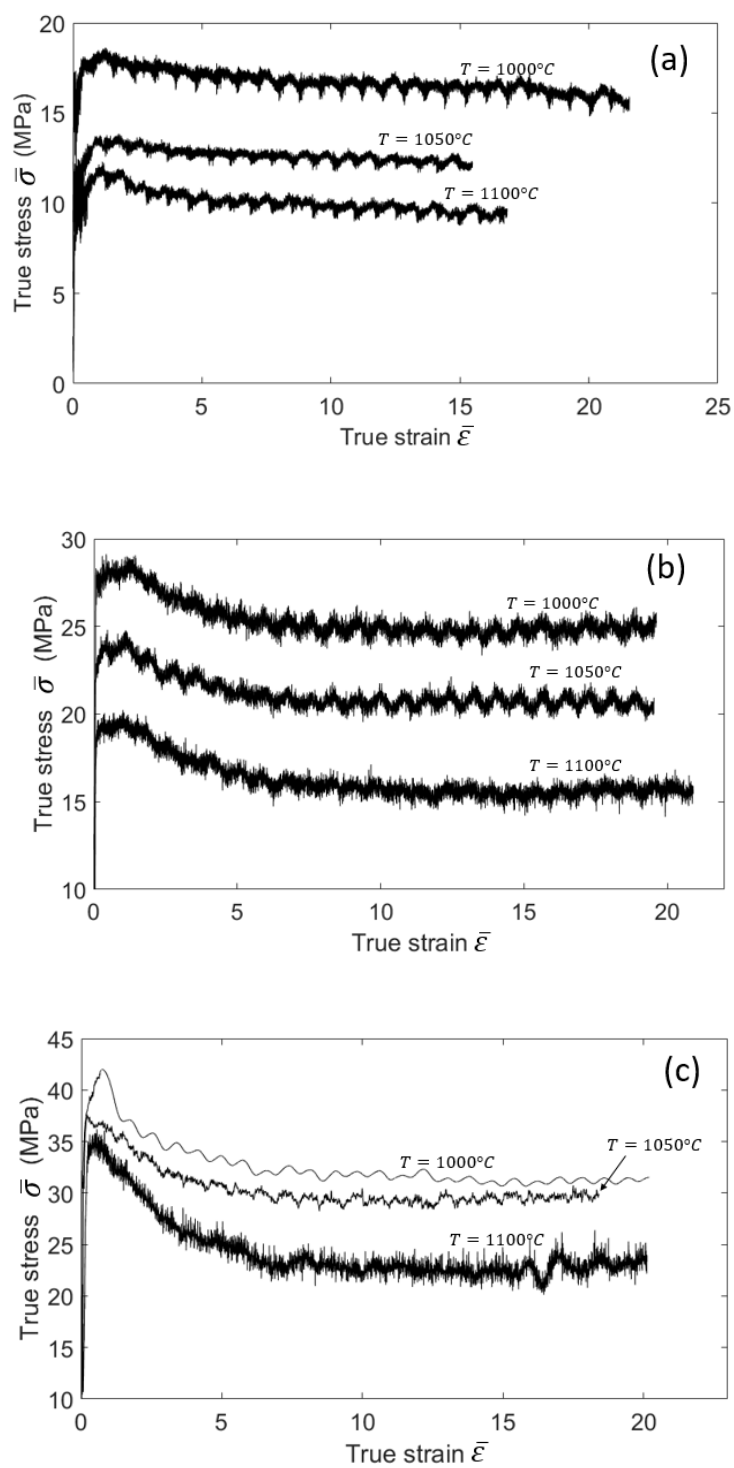 (a)
20
15
10
5
0
T = 1000°C
T = 1050°C
T = 1100°C
0 5 10 15 20 25
True strain ε̄
True stress σ̄ (MPa)
(b)
30
25
20
15
10
T = 1000°C
T = 1050°C
T = 1100°C
0 5 10 15 20
True strain ε̄
True stress σ̄ (MPa)
(c)
45
40
35
30
25
20
15
10
T = 1050°C
T = 1000°C
T = 1100°C
0 5 10 15 20
True strain ε̄
True stress σ̄ (MPa)